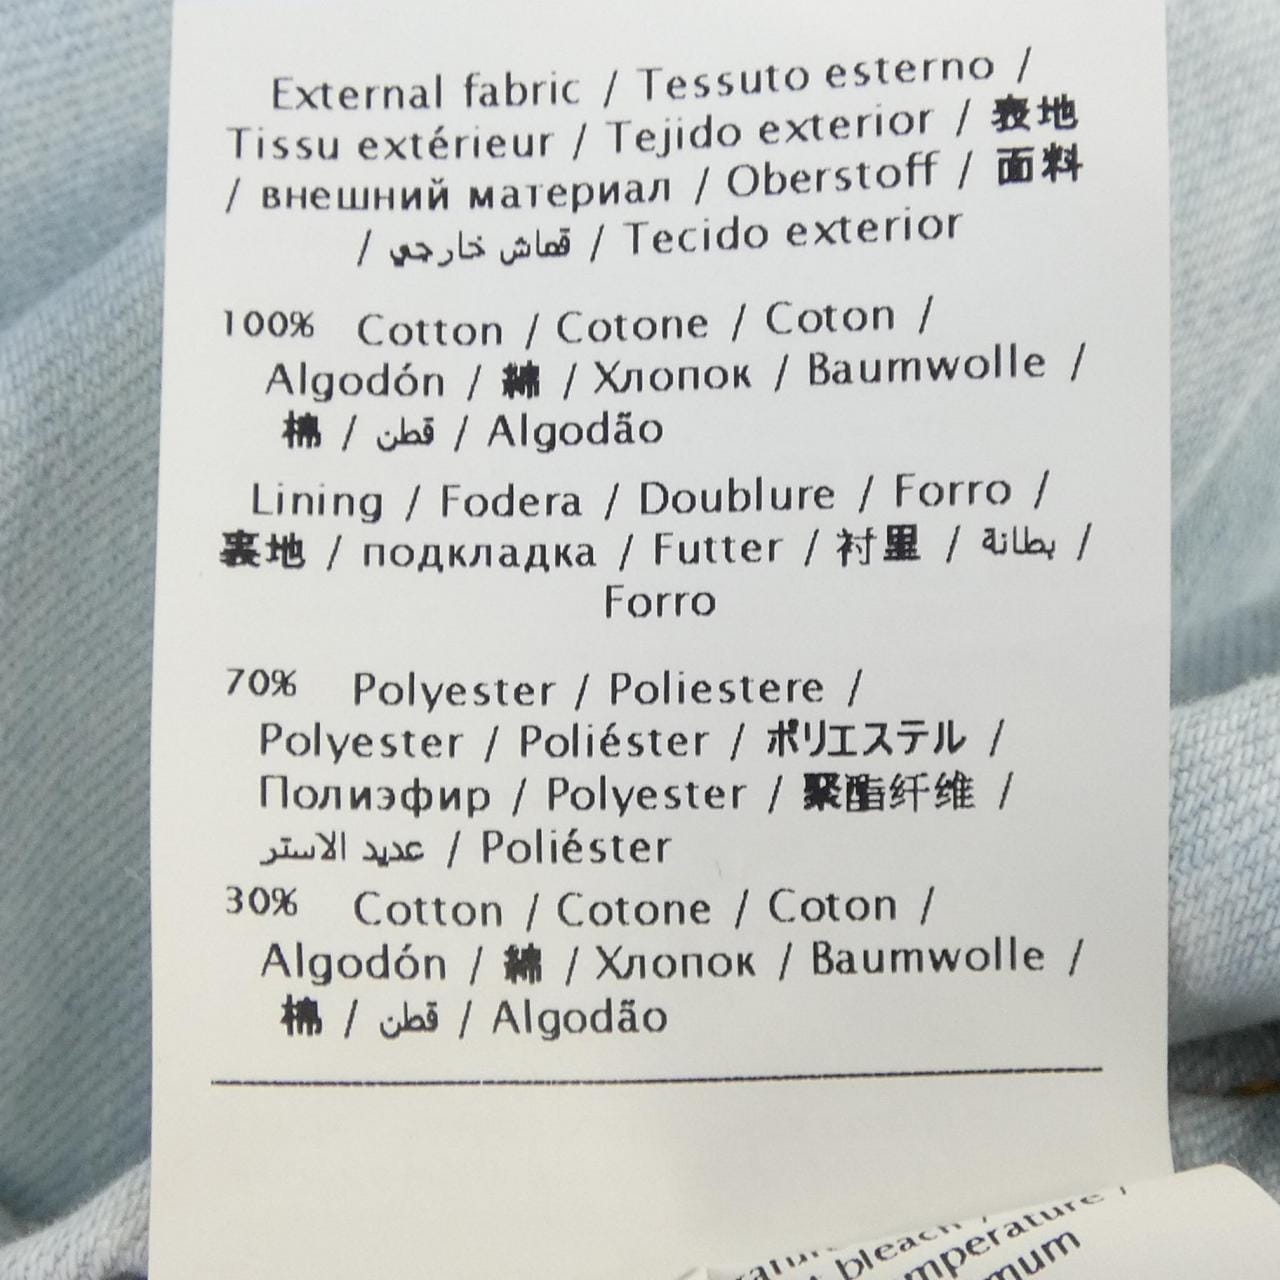 External fabric / Tessuto esterno /
Tissu extérieur / Tejido exterior / 表地
/ внешний материал / Oberstoff / 面料
/ قماش خارجي / Tecido exterior
100% Cotton / Cotone / Coton /
Algodón / 綿 / Хлопок / Baumwolle /
棉 / قطن / Algodão
Lining / Fodera / Doublure / Forro /
裏地 / подкладка / Futter / 衬里 / بطانة /
Forro
70% Polyester / Poliestere /
Polyester / Poliéster / ポリエステル /
Полиэфир / Polyester / 聚酯纤维 /
عديد الاستر / Poliéster
30% Cotton / Cotone / Coton /
Algodón / 綿 / Хлопок / Baumwolle /
棉 / قطن / Algodão
bleach /